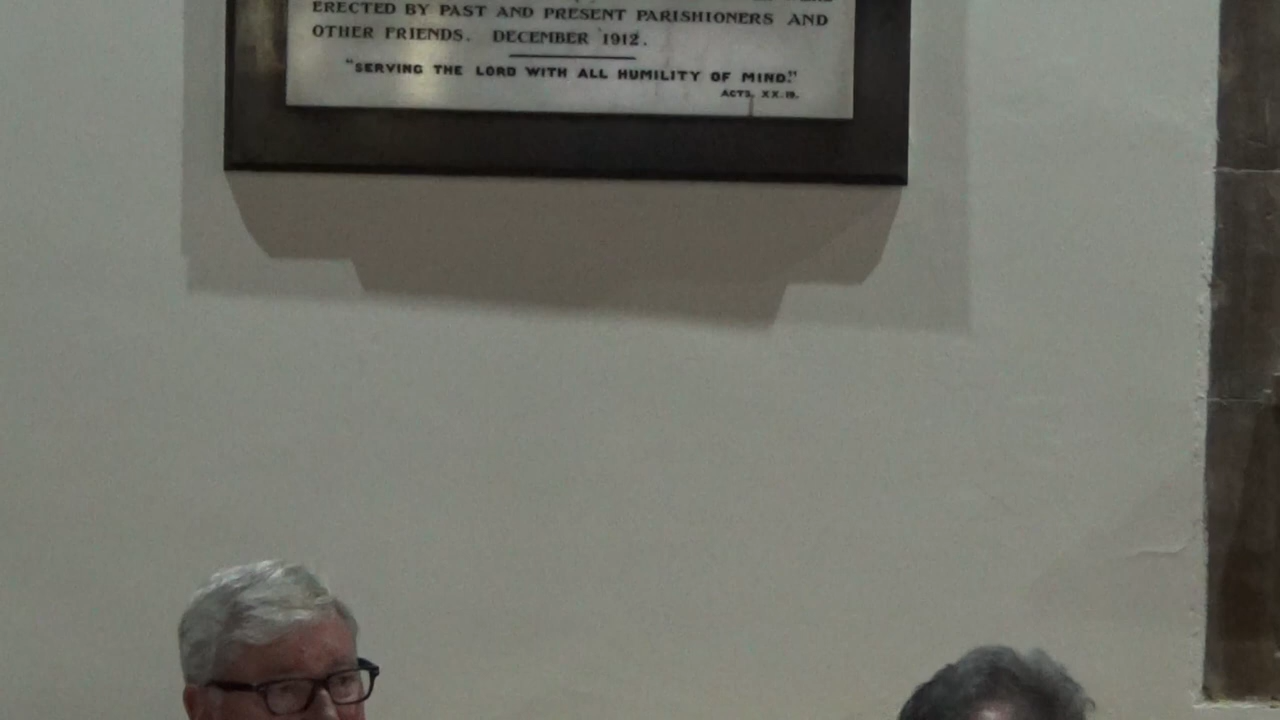 ERECTED BY PAST AND PRESENT PARISHIONERS AND
OTHER FRIENDS. DECEMBER 1912.
"SERVING THE LORD WITH ALL HUMILITY OF MIND."
ACTS. XX. 19.